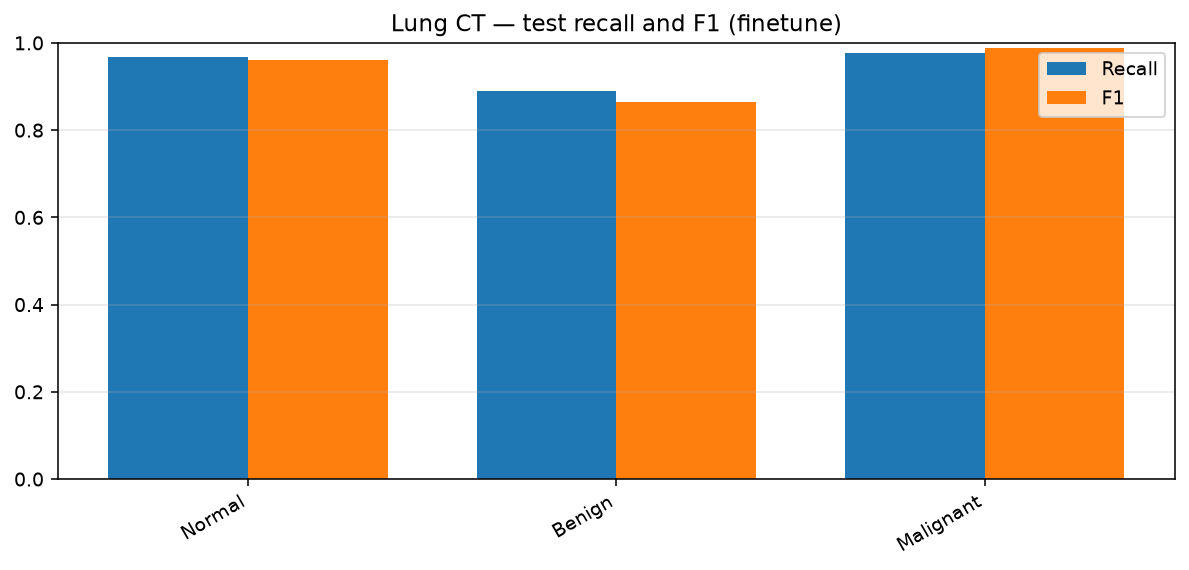 Lung CT — test recall and F1 (finetune)
1.0
0.8
0.6
0.4
0.2
0.0
Recall
F1
Normal
Benign
Malignant